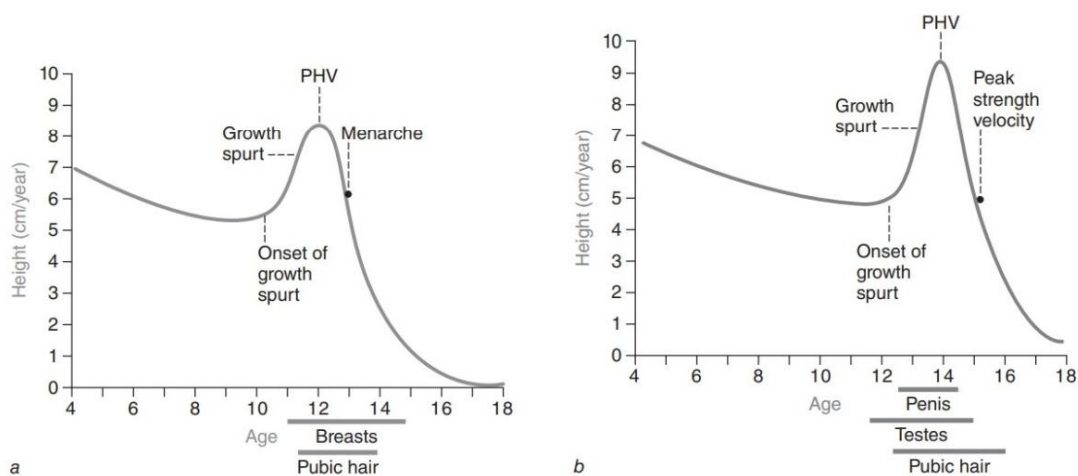 PHV
10
9
8
7
6
5
4
3
2
1
0
Height (cm/year)
Growth
spurt
Menarche
Onset of
growth
spurt
4
6
8
10
12
14
16
18
Age
Breasts
Pubic hair
a
PHV
10
9
8
7
6
5
4
3
2
1
0
Height (cm/year)
Growth
spurt
Peak
strength
velocity
Onset of
growth
spurt
4
6
8
10
12
14
16
18
Age
Penis
Testes
Pubic hair
b